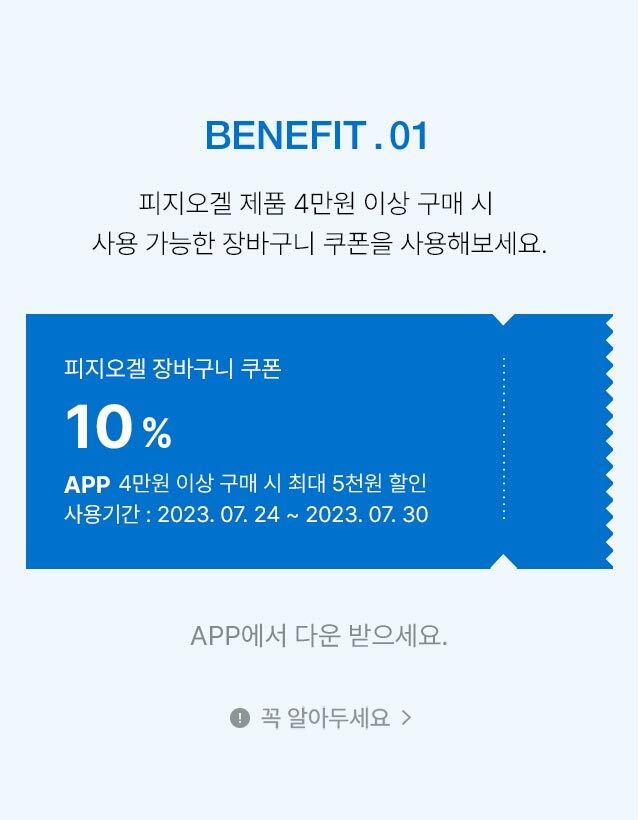 BENEFIT . 01
피지오겔 제품 4만원 이상 구매 시
사용 가능한 장바구니 쿠폰을 사용해보세요.
피지오겔 장바구니 쿠폰
10 %
APP 4만원 이상 구매 시 최대 5천원 할인
사용기간 : 2023. 07. 24 ~ 2023. 07. 30
APP에서 다운 받으세요.
꼭 알아두세요